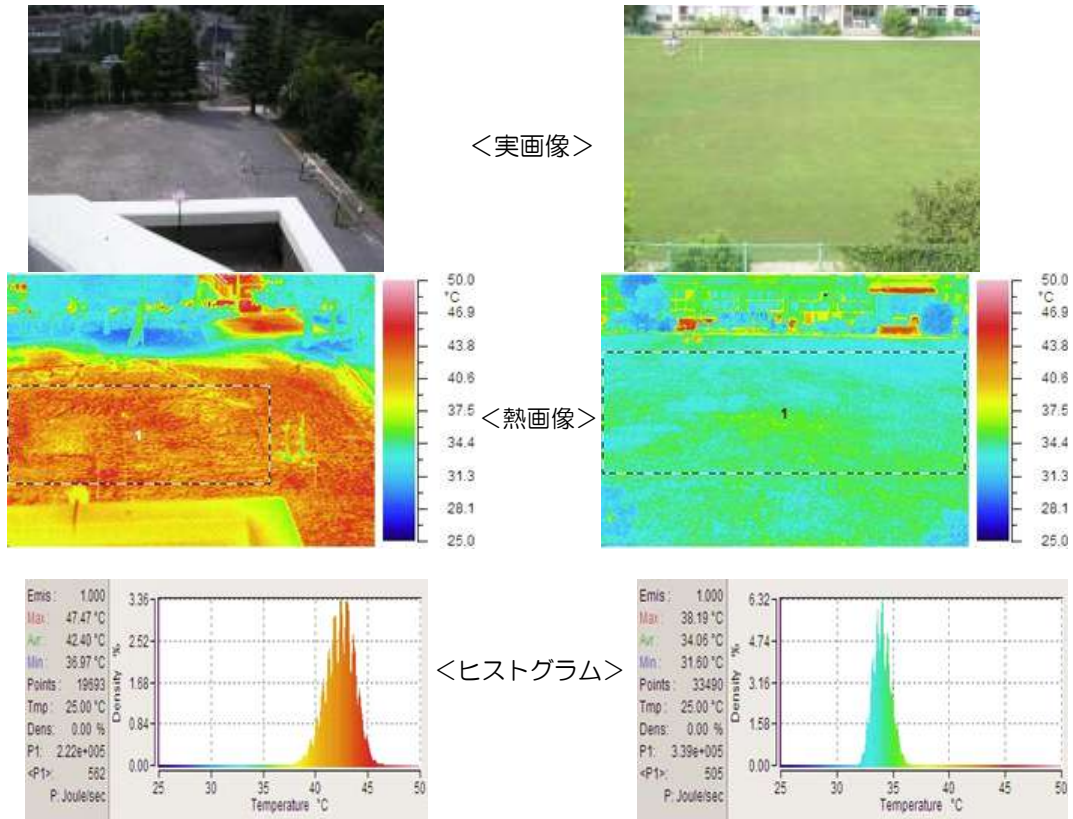 <実画像>
50.0
°C
46.9
43.8
40.6
37.5
34.4
31.3
28.1
25.0
1
<熱画像>
50.0
°C
46.9
43.8
40.6
37.5
34.4
31.3
28.1
25.0
1
Emis : 1.000
Max : 47.47 °C
Avr : 42.40 °C
Min : 36.97 °C
Points : 19693
Tmp : 25.00 °C
Dens: 0.00 %
P1: 2.22e+005
<P1>: 562
P: Joule/sec
Density %
3.36
2.52
1.68
0.84
0.00
25 30 35 40 45 50
Temperature °C
<ヒストグラム>
Emis : 1.000
Max : 38.19 °C
Avr : 34.06 °C
Min : 31.60 °C
Points : 33490
Tmp : 25.00 °C
Dens: 0.00 %
P1: 3.39e+005
<P1>: 505
P: Joule/sec
Density %
6.32
4.74
3.16
1.58
0.00
25 30 35 40 45 50
Temperature °C